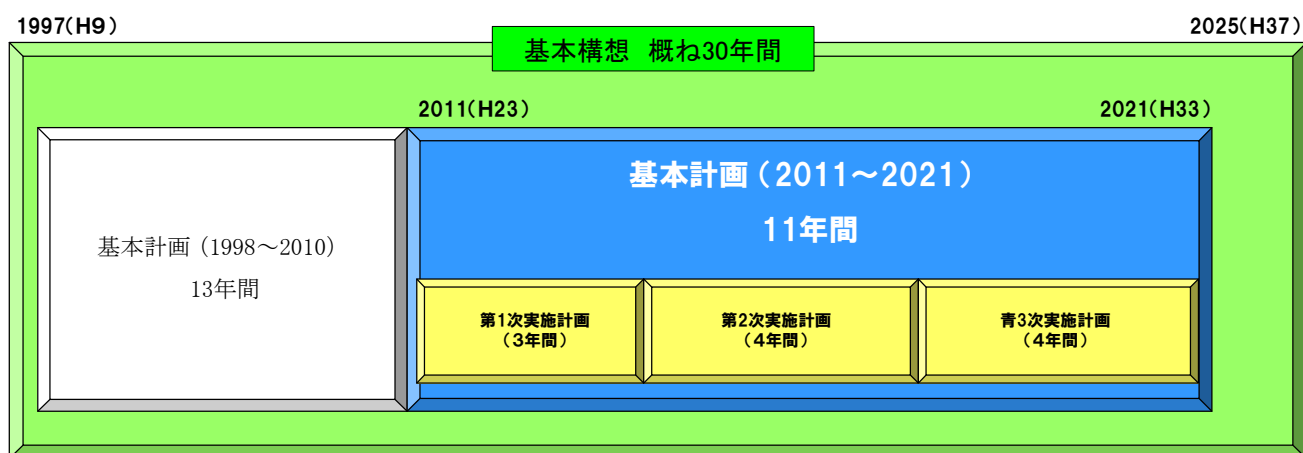 1997(H9)
2025(H37)
基本構想 概ね30年間
2011(H23)
2021(H33)
基本計画（2011～2021）
11年間
基本計画（1998～2010）
13年間
第1次実施計画
（3年間）
第2次実施計画
（4年間）
青3次実施計画
（4年間）